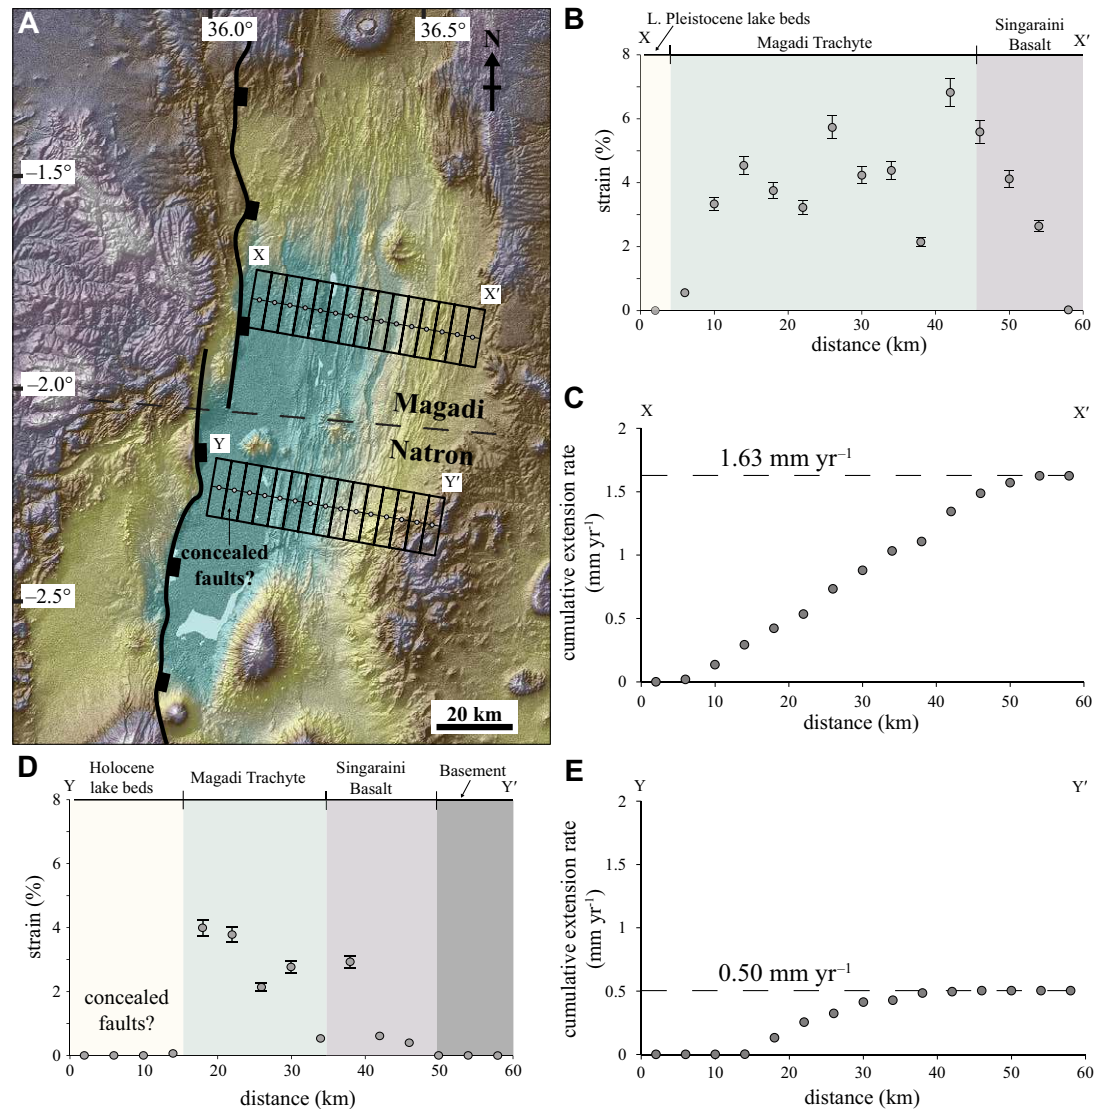 A
36.0°
36.5°
N
–1.5°
X
X′
–2.0°
Magadi
Natron
Y
Y′
concealed
faults?
–2.5°
20 km
B
L. Pleistocene lake beds
X
Magadi Trachyte
Singaraini
Basalt
X′
8
6
4
2
0
strain (%)
0
10
20
30
40
50
60
distance (km)
C
X
X′
2
1.5
1
0.5
0
1.63 mm yr⁻¹
cumulative extension rate
(mm yr⁻¹)
0
10
20
30
40
50
60
distance (km)
D
Y
Holocene
lake beds
Magadi Trachyte
Singaraini
Basalt
Basement
Y′
8
6
4
2
0
strain (%)
concealed
faults?
0
10
20
30
40
50
60
distance (km)
E
Y
Y′
2
1.5
1
0.5
0
0.50 mm yr⁻¹
cumulative extension rate
(mm yr⁻¹)
0
10
20
30
40
50
60
distance (km)